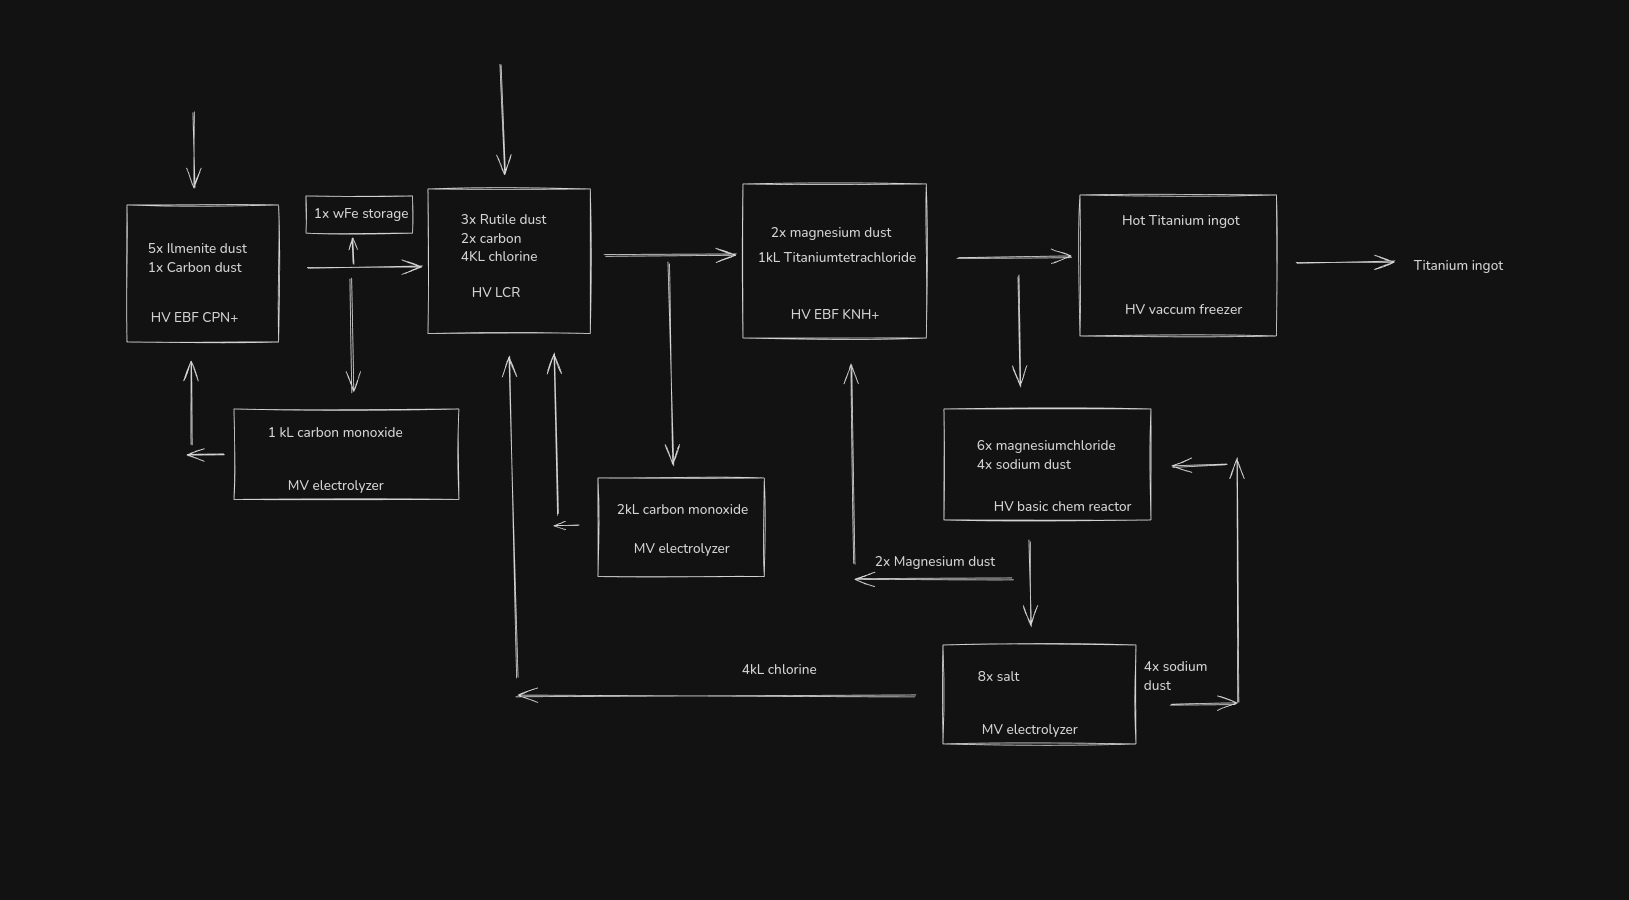 5x Ilmenite dust
1x Carbon dust
HV EBF CPN+
1x wFe storage
3x Rutile dust
2x carbon
4KL chlorine
HV LCR
2x magnesium dust
1kL Titaniumtetrachloride
HV EBF KNH+
Hot Titanium ingot
HV vaccum freezer
Titanium ingot
1 kL carbon monoxide
MV electrolyzer
2kL carbon monoxide
MV electrolyzer
6x magnesiumchloride
4x sodium dust
HV basic chem reactor
2x Magnesium dust
4kL chlorine
8x salt
MV electrolyzer
4x sodium
dust